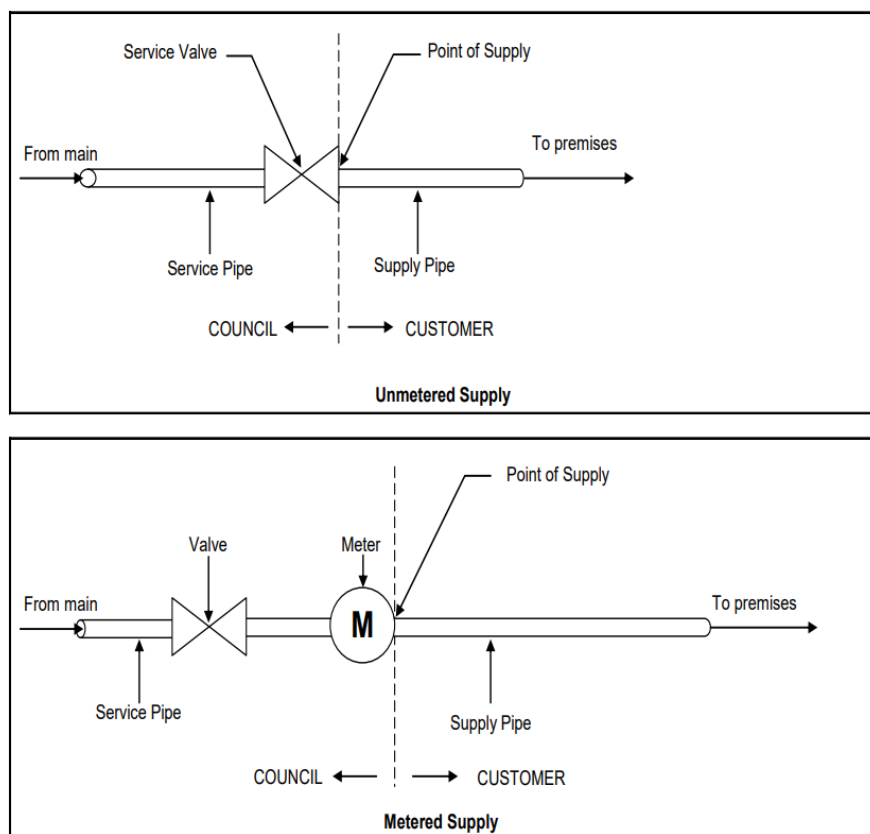 Service Valve
Point of Supply
From main
To premises
Service Pipe
Supply Pipe
COUNCIL
CUSTOMER
Unmetered Supply
Point of Supply
Valve
Meter
From main
M
To premises
Service Pipe
Supply Pipe
COUNCIL
CUSTOMER
Metered Supply